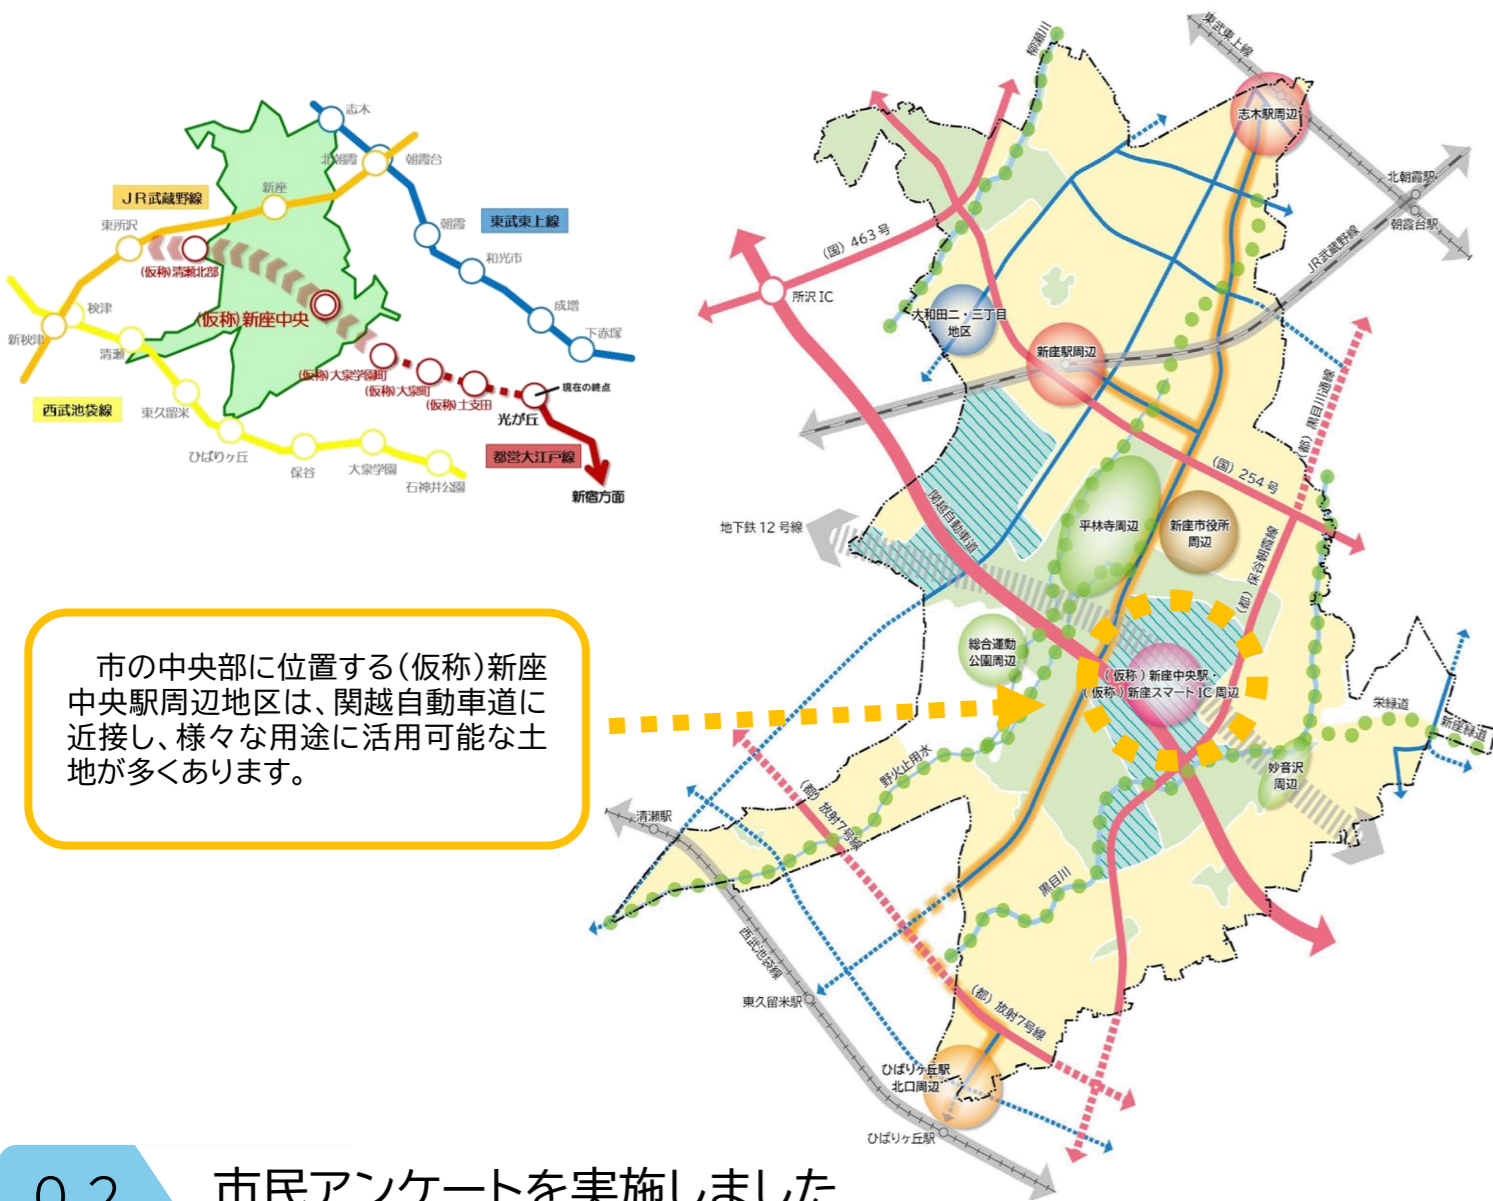 志木
北朝霞
朝霞台
新座
JR武蔵野線
東所沢
朝霞
東武東上線
和光市
(仮称)清瀬北部
成増
秋津
(仮称)新座中央
下赤塚
新秋津
清瀬
(仮称)大泉学園町
(仮称)大泉町
(仮称)土支田
現在の終点
光が丘
西武池袋線
東久留米
ひばりヶ丘
保谷
大泉学園
石神井公園
都営大江戸線
新宿方面
市の中央部に位置する(仮称)新座
中央駅周辺地区は、関越自動車道に
近接し、様々な用途に活用可能な土
地が多くあります。
東武東上線
柳瀬川
志木駅周辺
北朝霞駅
朝霞台駅
JR武蔵野線
(国)463号
所沢IC
大和田二・三丁目
地区
新座駅周辺
(都)黒目川通線
(国)254号
関越自動車道
地下鉄12号線
平林寺周辺
新座市役所
周辺
(都)保谷朝霞線
総合運動
公園周辺
(仮称)新座中央駅・
(仮称)新座スマートIC周辺
栄緑道
新座緑道
妙音沢
周辺
野火止用水
(都)放射7号線
清瀬駅
黒目川
西武池袋線
東久留米駅
(都)放射7号線
ひばりヶ丘駅
北口周辺
ひばりヶ丘駅
02
市民アンケートを実施しました